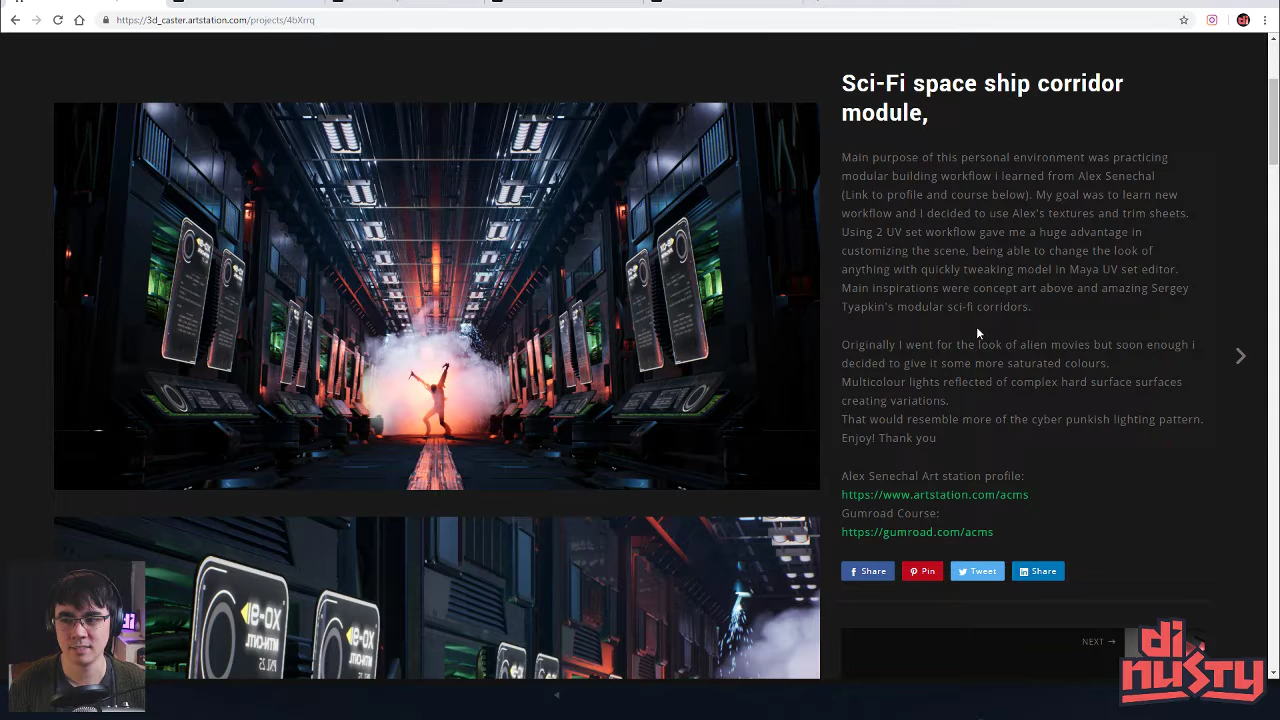 https://3d_caster.artstation.com/projects/4bXrrq
Sci-Fi space ship corridor
module,
Main purpose of this personal environment was practicing
modular building workflow i learned from Alex Senechal
(Link to profile and course below). My goal was to learn new
workflow and I decided to use Alex's textures and trim sheets.
Using 2 UV set workflow gave me a huge advantage in
customizing the scene, being able to change the look of
anything with quickly tweaking model in Maya UV set editor.
Main inspirations were concept art above and amazing Sergey
Tyapkin's modular sci-fi corridors.
Originally I went for the look of alien movies but soon enough i
decided to give it some more saturated colours.
Multicolour lights reflected of complex hard surface surfaces
creating variations.
That would resemble more of the cyber punkish lighting pattern.
Enjoy! Thank you
Alex Senechal Art station profile:
https://www.artstation.com/acms
Gumroad Course:
https://gumroad.com/acms
Share
Pin
Tweet
Share
NEXT →
di
nusty